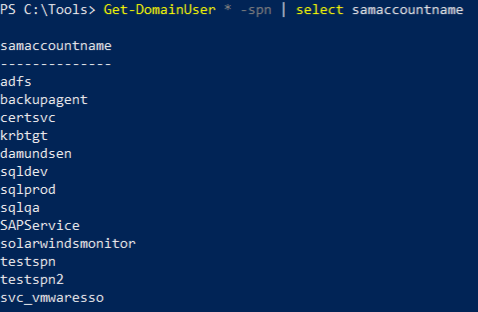 PS C:\Tools> Get-DomainUser * -spn | select samaccountname
samaccountname
--------------
adfs
backupagent
certsvc
krbtgt
damundsen
sqldev
sqlprod
sqlqa
SAPService
solarwindsmonitor
testspn
testspn2
svc_vmwaresso